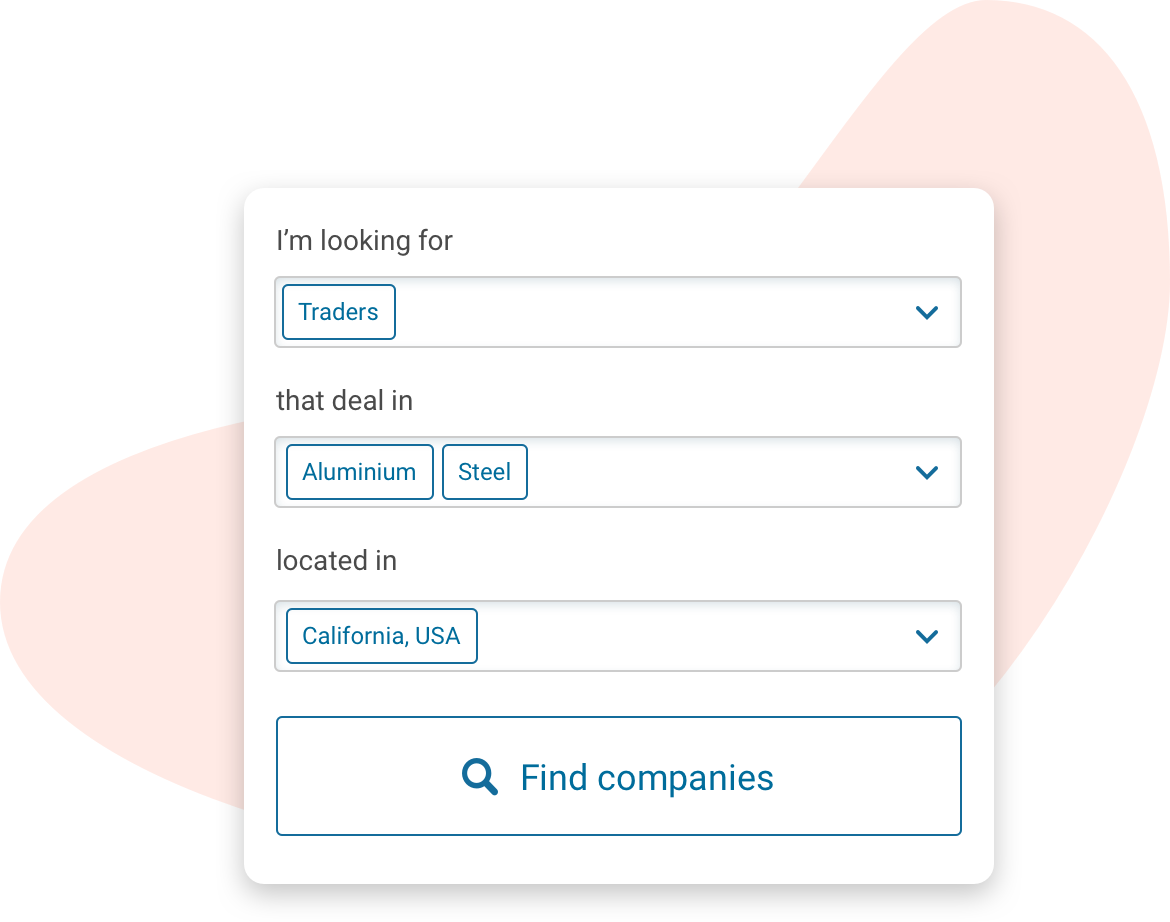 I’m looking for
Traders
that deal in
Aluminium Steel
located in
California, USA
Find companies